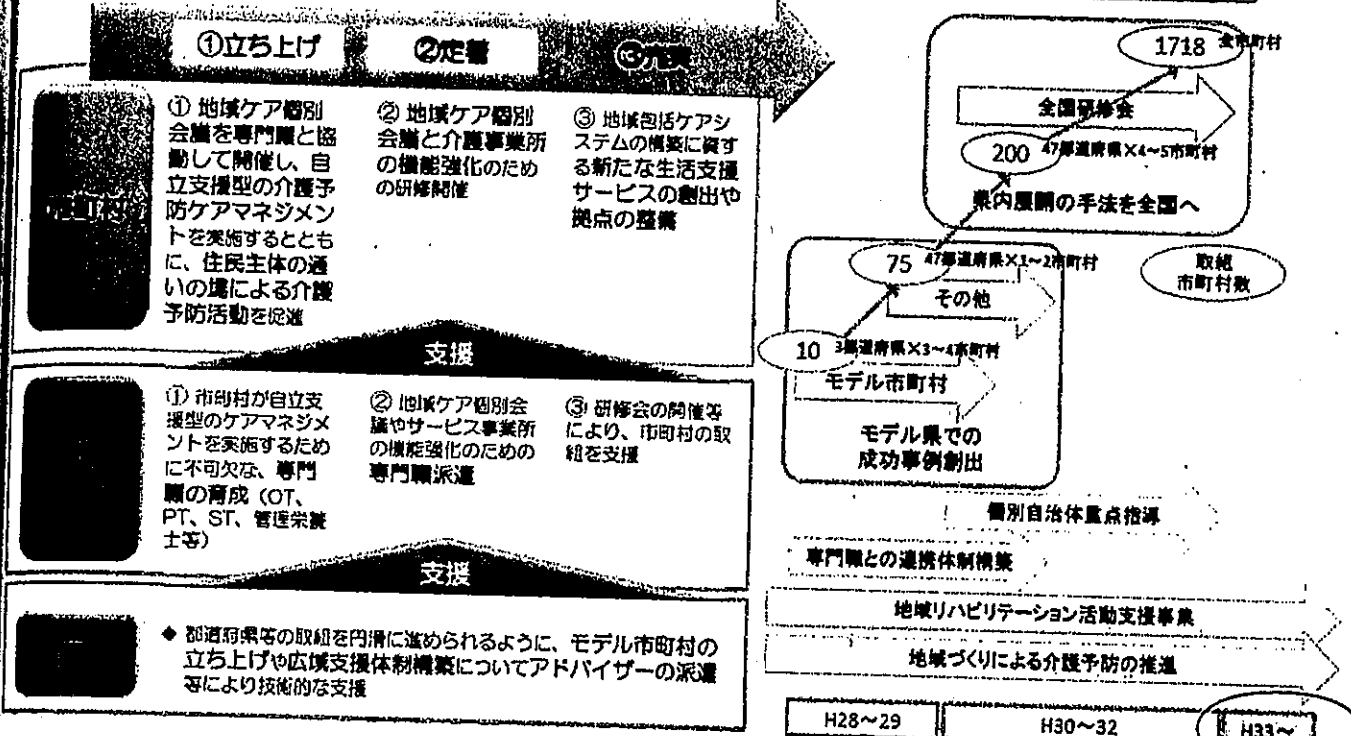 ①立ち上げ
②定着
① 地域ケア個別
会議を専門職と協
働して開催し、自
立支援型の介護予
防ケアマネジメン
トを実施するととも
に、住民主体の通
いの場による介護
予防活動を促進
② 地域ケア個別
会議と介護事業所
の機能強化のため
の研修開催
③ 地域包括ケアシ
ステムの構築に資す
る新たな生活支援
サービスの創出や
拠点の整備
支援
① 市町村が自立支
援型のケアマネジメ
ントを実施するため
に不可欠な、専門
職の育成(OT、
PT、ST、管理栄養
士等)
② 地域ケア個別会
議やサービス事業所
の機能強化のための
専門職派遣
③ 研修会の開催等
により、市町村の取
組を支援
支援
◆ 都道府県等の取組を円滑に進められるように、モデル市町村の
立ち上げや広域支援体制構築についてアドバイザーの派遣
等により技術的な支援
1718 全市町村
全国研修会
200 47都道府県×4~5市町村
県内展開の手法を全国へ
75 47都道府県×1~2市町村
その他
取組
市町村数
10 3都道府県×3~4市町村
モデル市町村
モデル県での
成功事例創出
個別自治体重点指導
専門職との連携体制構築
地域リハビリテーション活動支援事業
地域づくりによる介護予防の推進
H28~29
H30~32
H33~